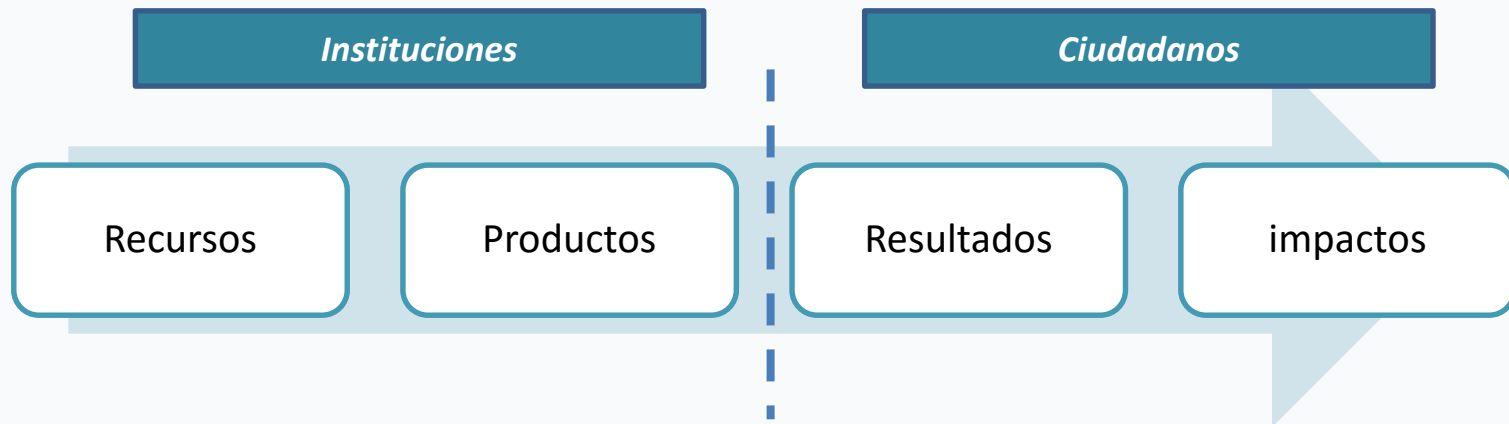 Instituciones
Ciudadanos
Recursos
Productos
Resultados
impactos